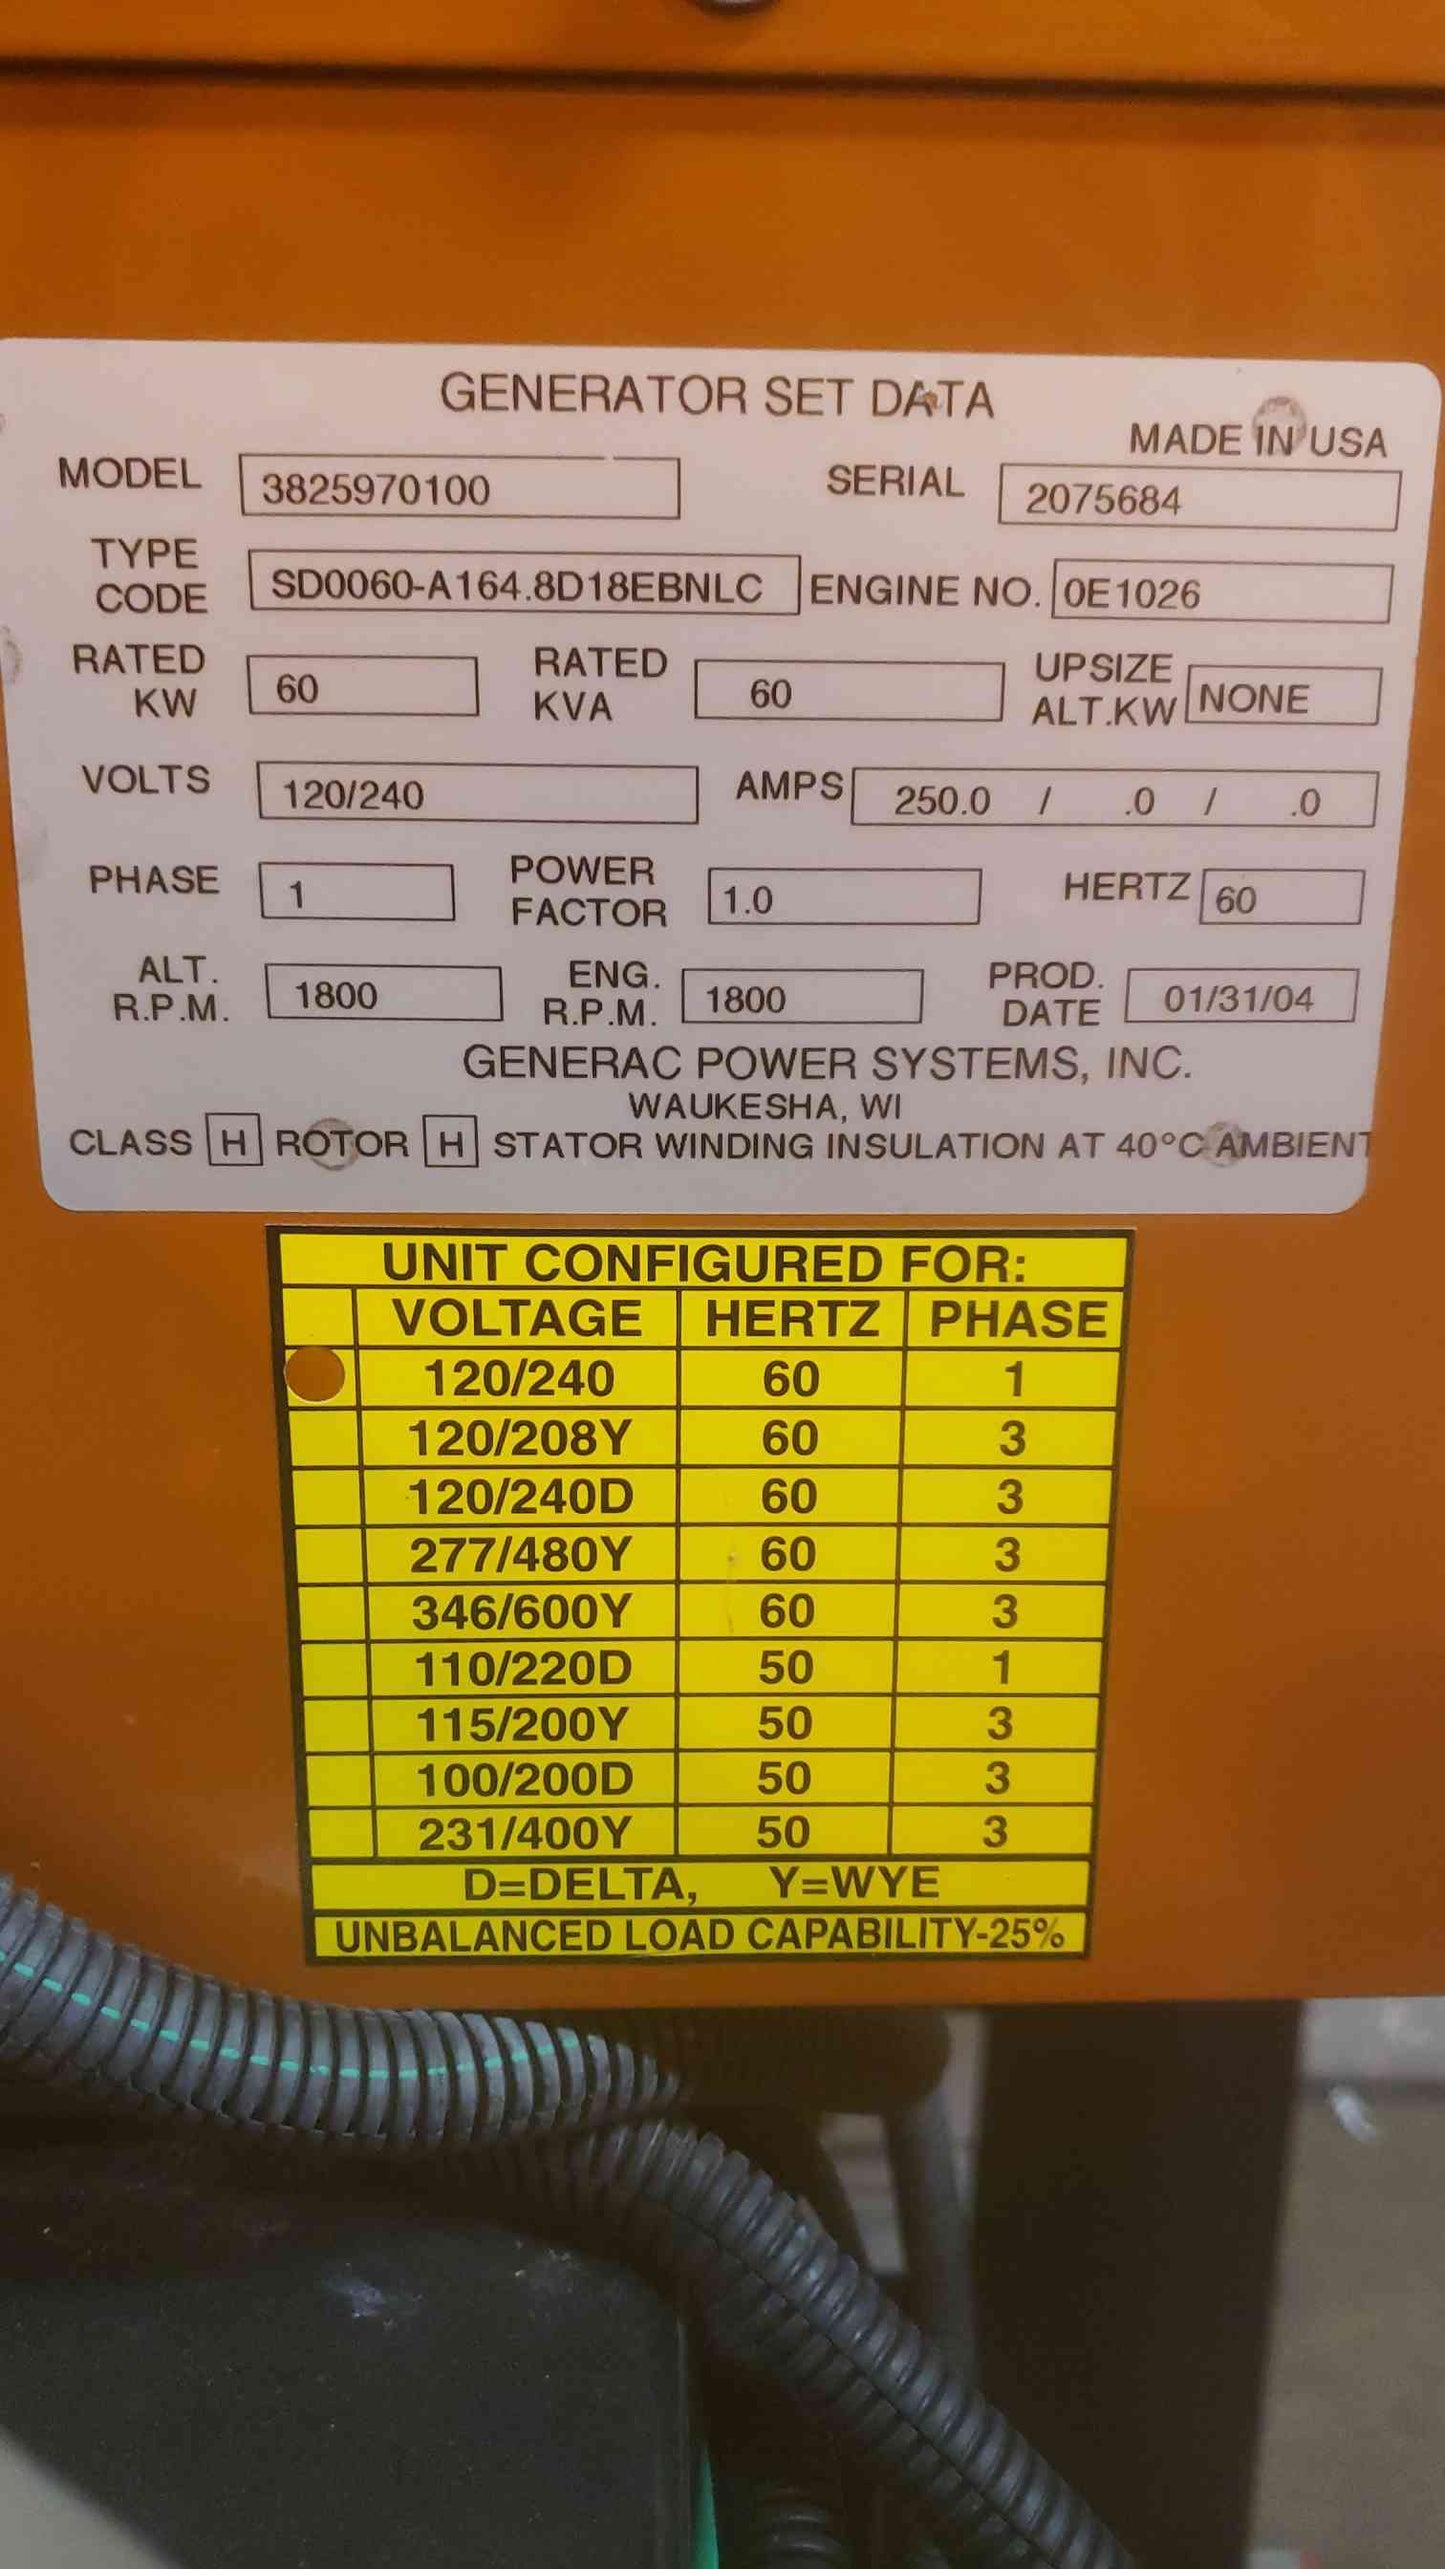 GENERATOR SET DATA
MADE IN USA
MODEL 3825970100 SERIAL 2075684
TYPE CODE SD0060-A164.8D18EBNLC ENGINE NO. 0E1026
RATED KW 60 RATED KVA 60 UPSIZE ALT.KW NONE
VOLTS 120/240 AMPS 250.0 / .0 / .0
PHASE 1 POWER FACTOR 1.0 HERTZ 60
ALT. R.P.M. 1800 ENG. R.P.M. 1800 PROD. DATE 01/31/04
GENERAC POWER SYSTEMS, INC.
WAUKESHA, WI
CLASS H ROTOR H STATOR WINDING INSULATION AT 40°C AMBIENT
UNIT CONFIGURED FOR:
VOLTAGE HERTZ PHASE
120/240 60 1
120/208Y 60 3
120/240D 60 3
277/480Y 60 3
346/600Y 60 3
110/220D 50 1
115/200Y 50 3
100/200D 50 3
231/400Y 50 3
D=DELTA, Y=WYE
UNBALANCED LOAD CAPABILITY-25%